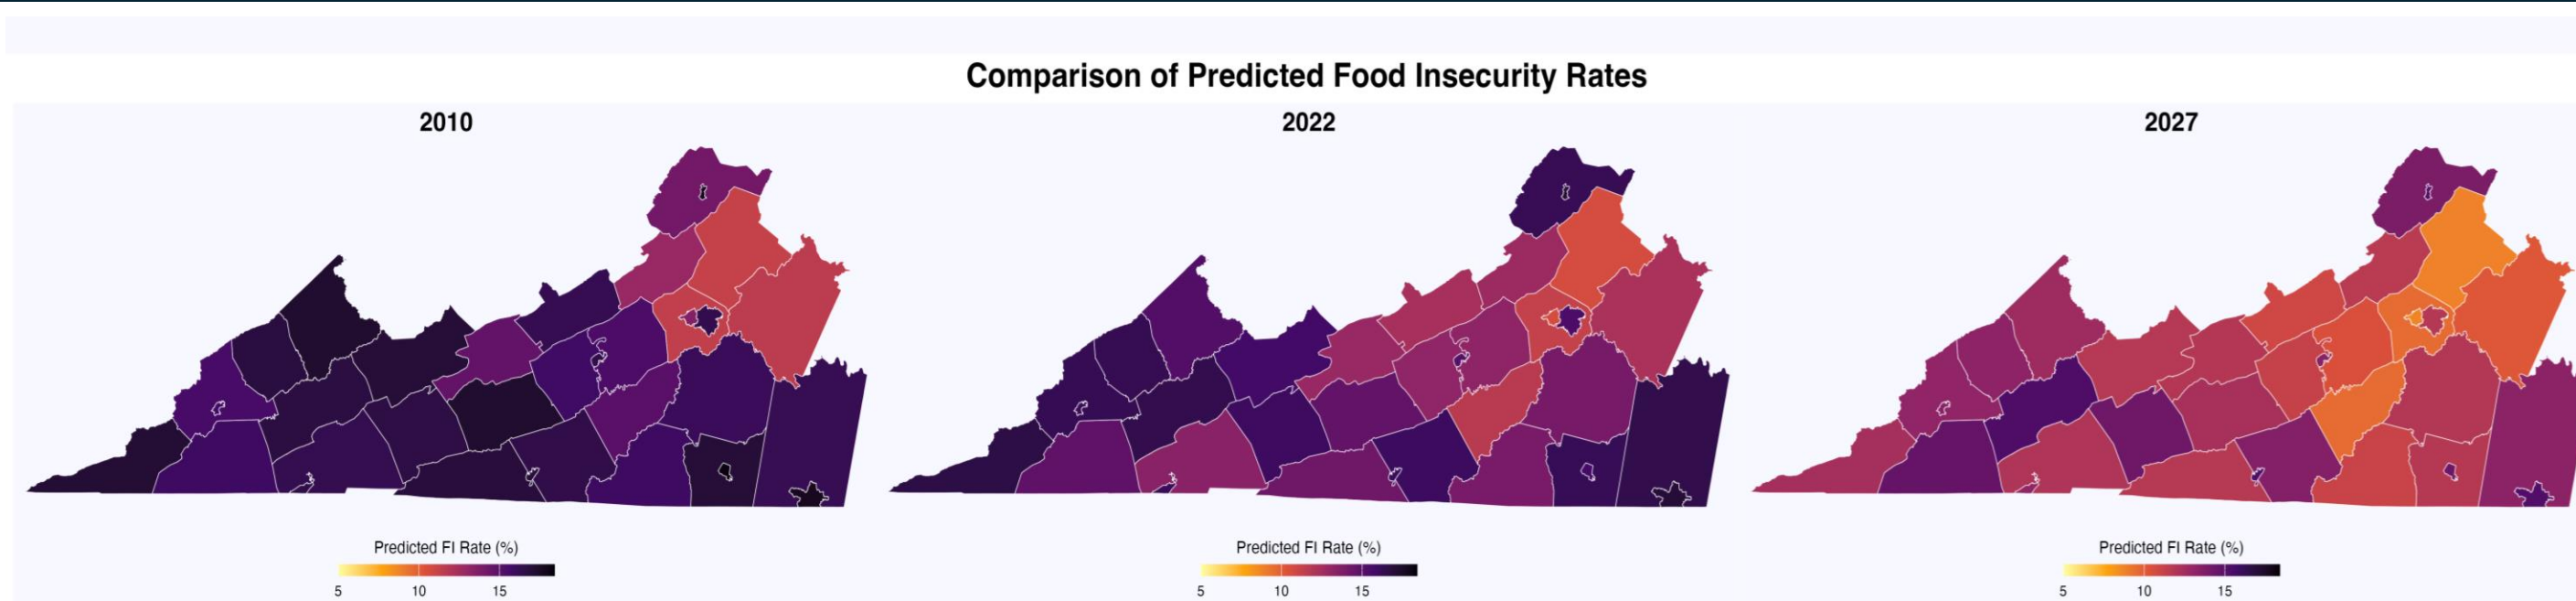 Comparison of Predicted Food Insecurity Rates
2010
2022
2027
Predicted FI Rate (%)
5 10 15
Predicted FI Rate (%)
5 10 15
Predicted FI Rate (%)
5 10 15